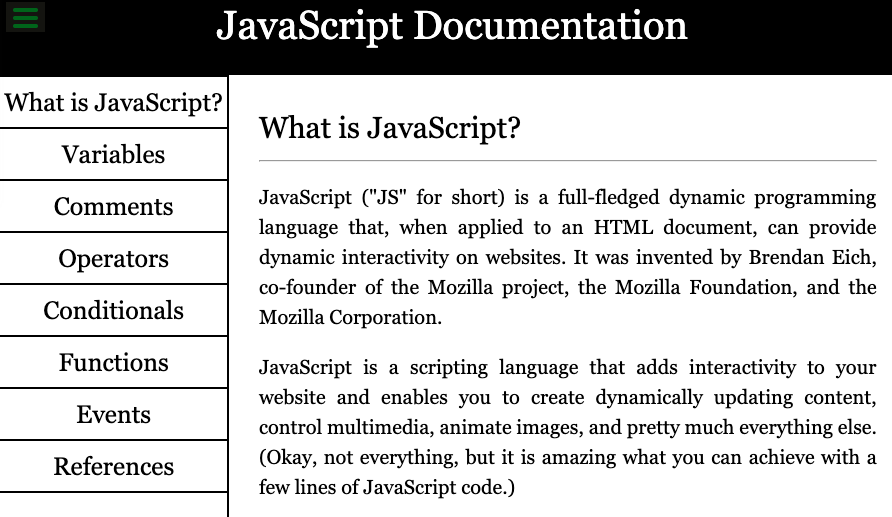 JavaScript Documentation
What is JavaScript?
Variables
Comments
Operators
Conditionals
Functions
Events
References
What is JavaScript?
JavaScript ("JS" for short) is a full-fledged dynamic programming
language that, when applied to an HTML document, can provide
dynamic interactivity on websites. It was invented by Brendan Eich,
co-founder of the Mozilla project, the Mozilla Foundation, and the
Mozilla Corporation.
JavaScript is a scripting language that adds interactivity to your
website and enables you to create dynamically updating content,
control multimedia, animate images, and pretty much everything else.
(Okay, not everything, but it is amazing what you can achieve with a
few lines of JavaScript code.)